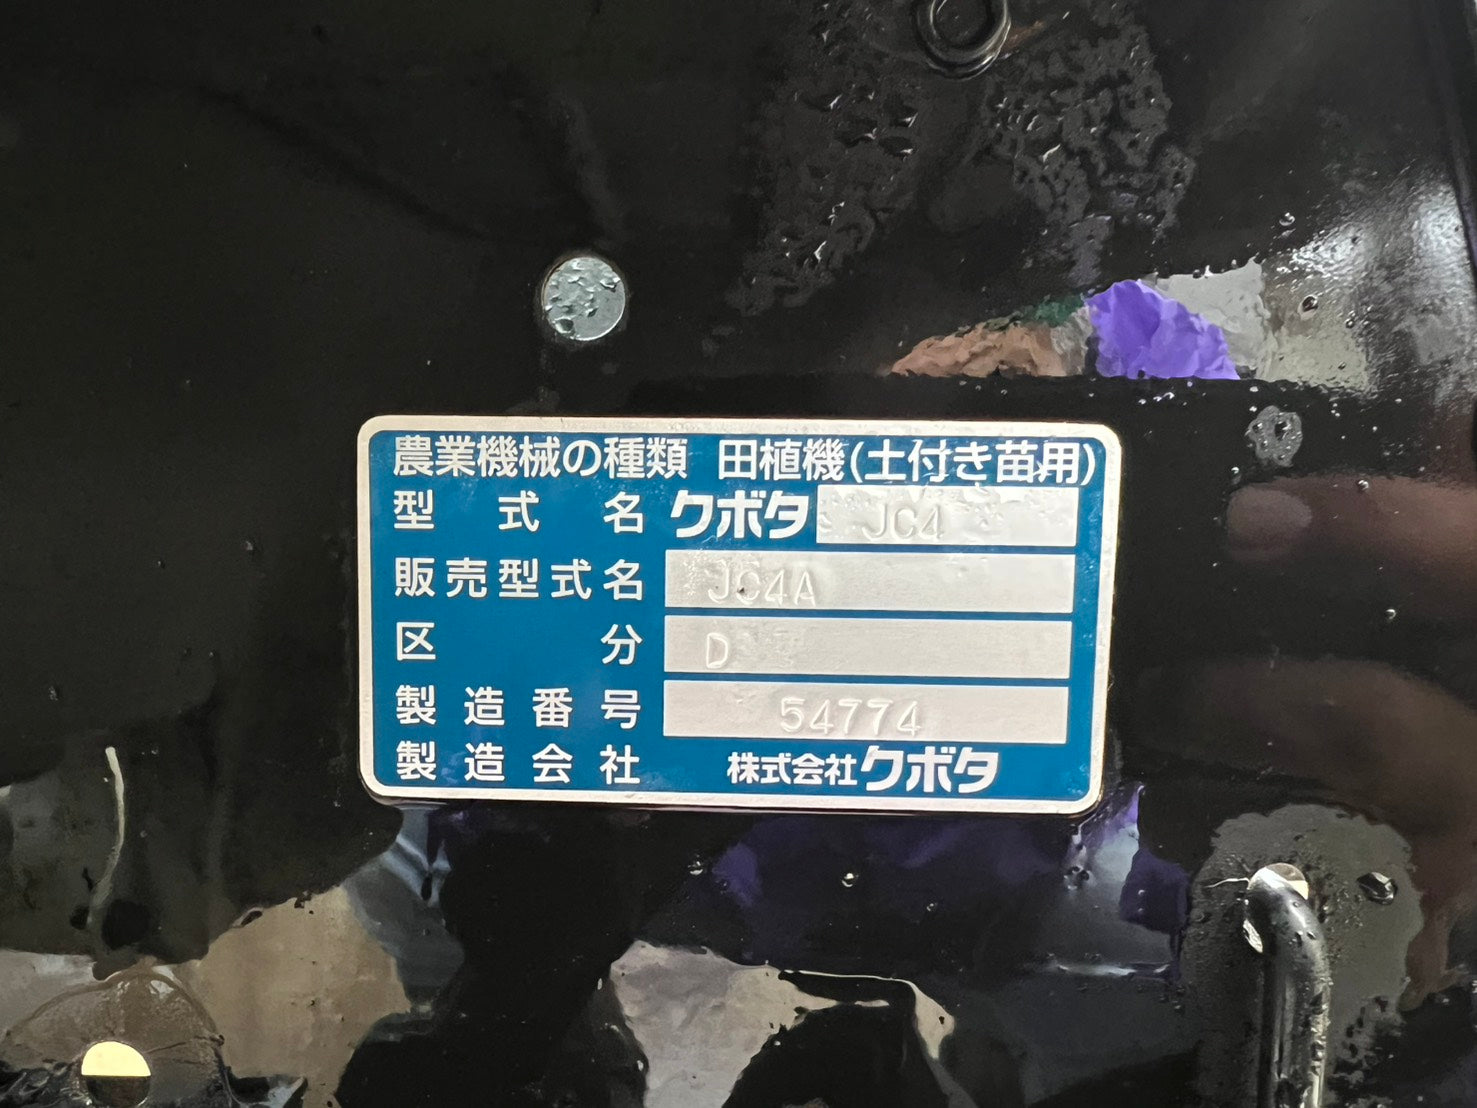 農業機械の種類 田植機(土付き苗用)
型式名 クボタ JC4
販売型式名 JC4A
区分 D
製造番号 54774
製造会社 株式会社クボタ